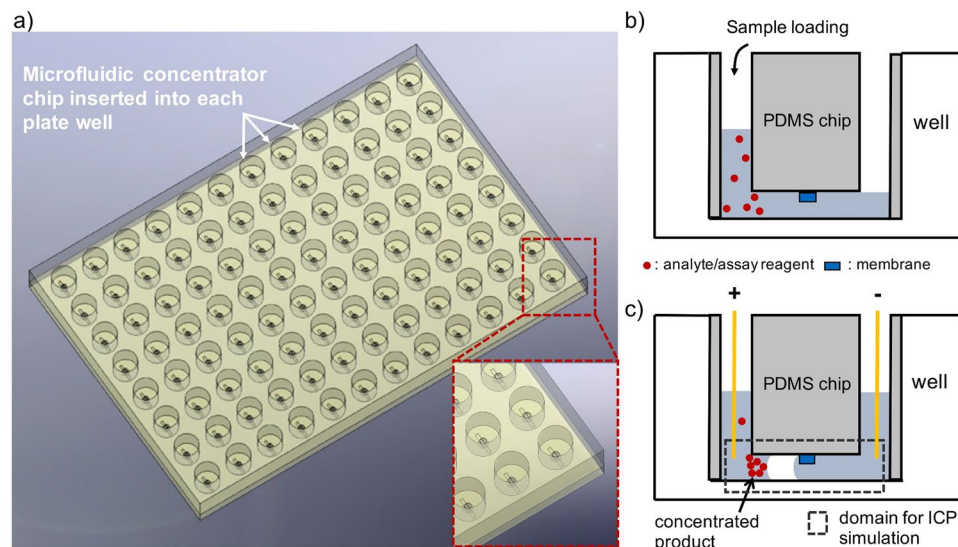 a)
Microfluidic concentrator
chip inserted into each
plate well
b)
Sample loading
PDMS chip
well
: analyte/assay reagent
: membrane
c)
+
-
PDMS chip
well
concentrated
product
domain for ICP
simulation